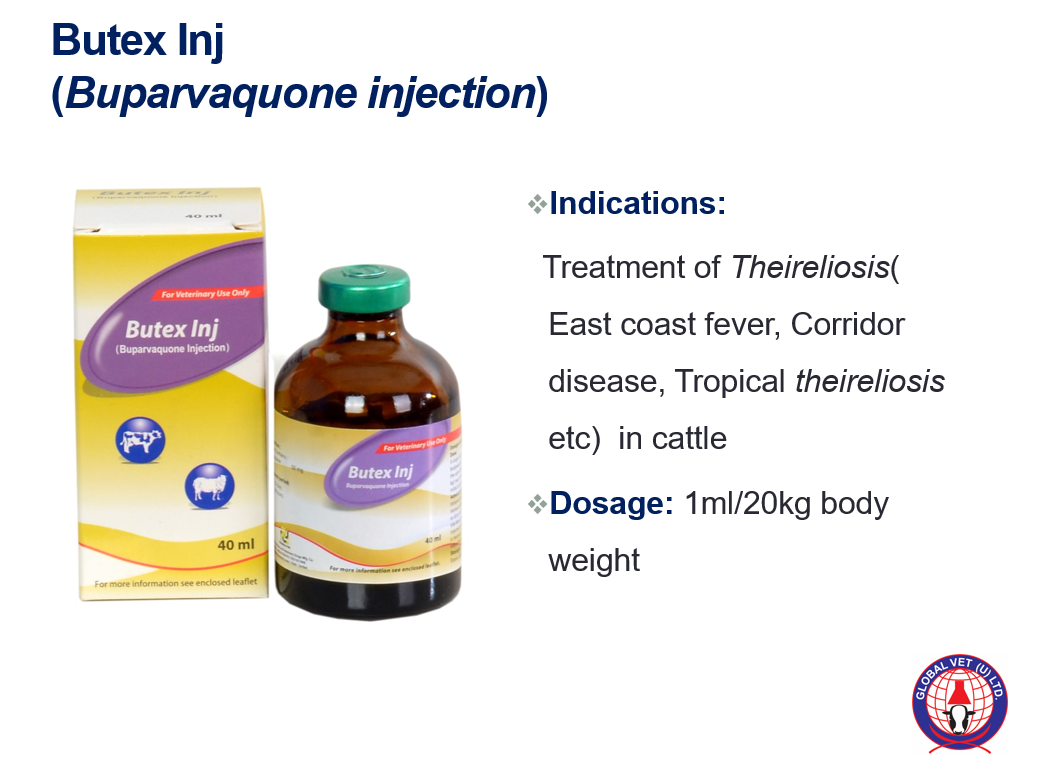 Butex Inj
(Buparvaquone injection)
Butex Inj
40 ml
For Veterinary Use Only
Butex Inj
(Buparvaquone Injection)
40 ml
For more information see enclosed leaflet
For Veterinary Use Only
Butex Inj
Buparvaquone Injection
40 ml
For more information see enclosed leaflet.
❖Indications:
Treatment of Theireliosis(
East coast fever, Corridor
disease, Tropical theireliosis
etc)  in cattle
❖Dosage: 1ml/20kg body
weight
GLOBAL VET (U) LTD.